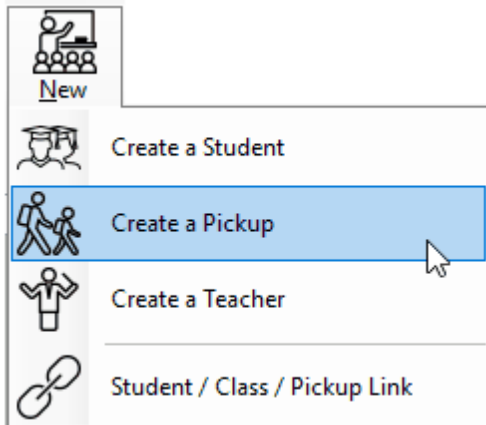 New
Create a Student
Create a Pickup
Create a Teacher
Student / Class / Pickup Link